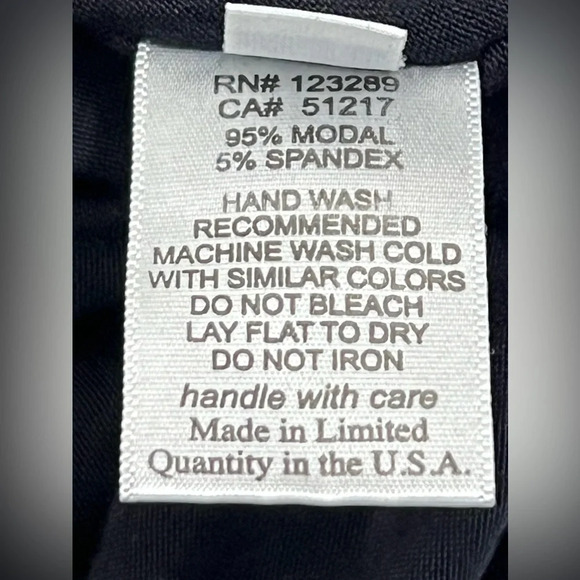 RN# 123289
CA# 51217
95% MODAL
5% SPANDEX
HAND WASH
RECOMMENDED
MACHINE WASH COLD
WITH SIMILAR COLORS
DO NOT BLEACH
LAY FLAT TO DRY
DO NOT IRON
handle with care
Made in Limited
Quantity in the U.S.A.